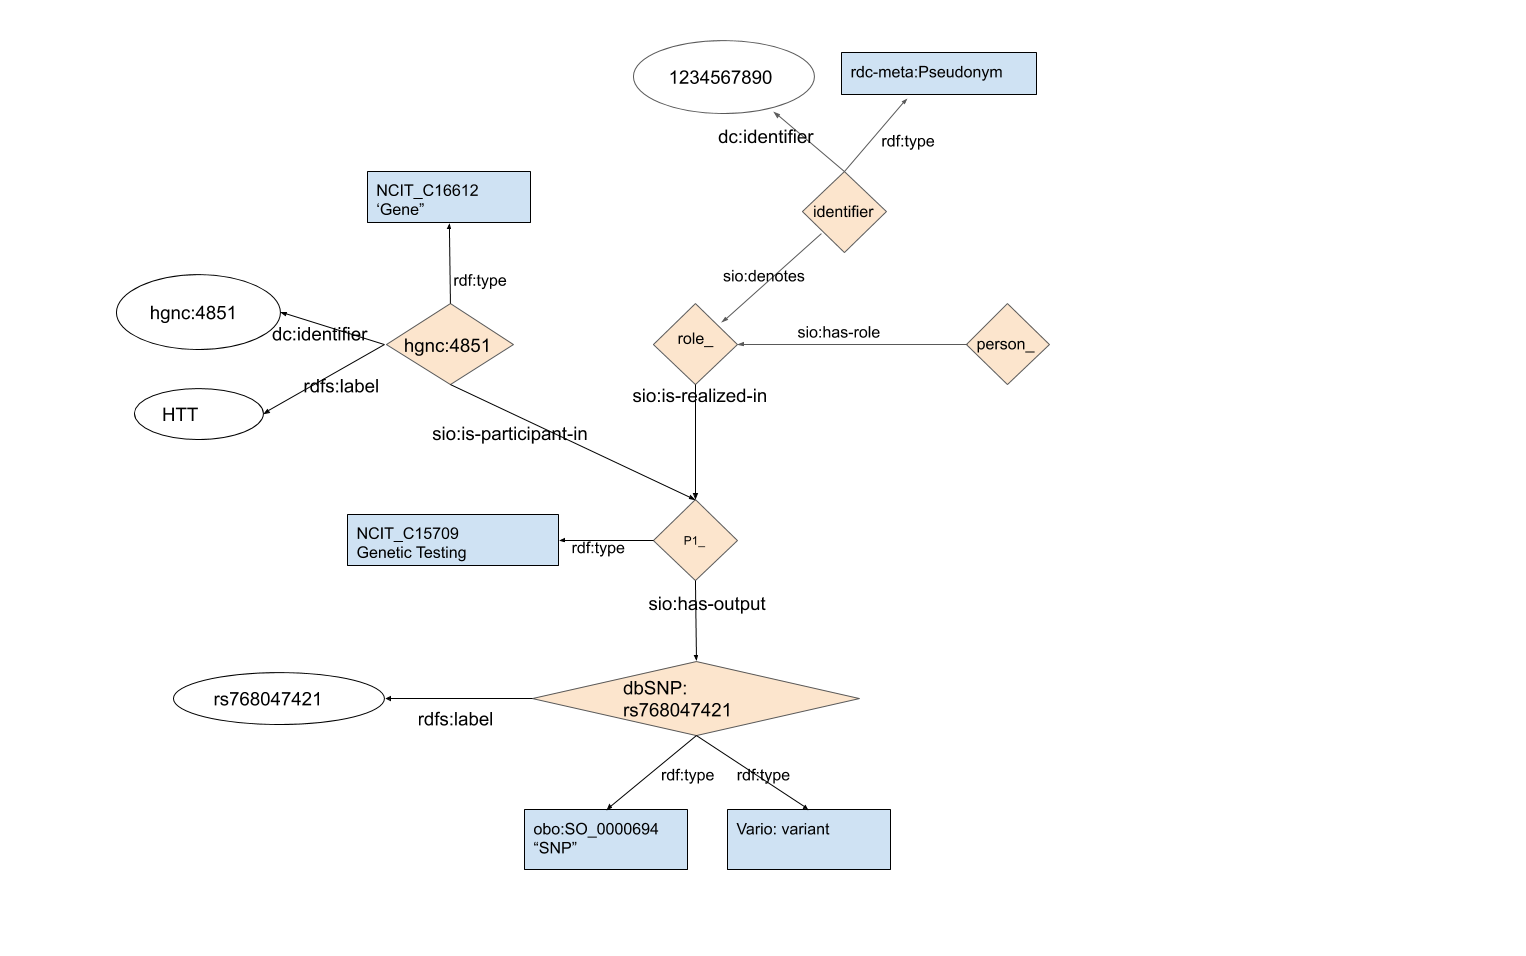 1234567890
rdc-meta:Pseudonym
dc:identifier
rdf:type
NCIT_C16612
‘Gene”
identifier
rdf:type
sio:denotes
hgnc:4851
dc:identifier
hgnc:4851
role_
sio:has-role
person_
rdfs:label
sio:is-realized-in
HTT
sio:is-participant-in
NCIT_C15709
Genetic Testing
rdf:type
P1_
sio:has-output
rs768047421
rdfs:label
dbSNP:
rs768047421
rdf:type
rdf:type
obo:SO_0000694
“SNP”
Vario: variant